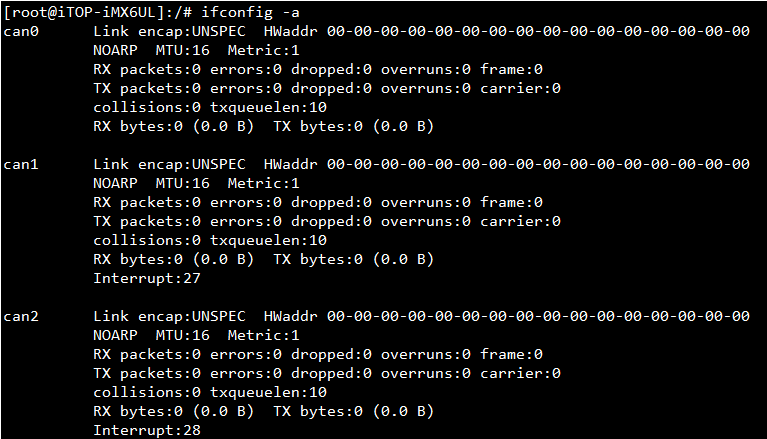 [root@iTOP-iMX6UL]:/# ifconfig -a
can0      Link encap:UNSPEC  HWaddr 00-00-00-00-00-00-00-00-00-00-00-00-00-00-00-00
          NOARP  MTU:16  Metric:1
          RX packets:0 errors:0 dropped:0 overruns:0 frame:0
          TX packets:0 errors:0 dropped:0 overruns:0 carrier:0
          collisions:0 txqueuelen:10
          RX bytes:0 (0.0 B)  TX bytes:0 (0.0 B)

can1      Link encap:UNSPEC  HWaddr 00-00-00-00-00-00-00-00-00-00-00-00-00-00-00-00
          NOARP  MTU:16  Metric:1
          RX packets:0 errors:0 dropped:0 overruns:0 frame:0
          TX packets:0 errors:0 dropped:0 overruns:0 carrier:0
          collisions:0 txqueuelen:10
          RX bytes:0 (0.0 B)  TX bytes:0 (0.0 B)
          Interrupt:27

can2      Link encap:UNSPEC  HWaddr 00-00-00-00-00-00-00-00-00-00-00-00-00-00-00-00
          NOARP  MTU:16  Metric:1
          RX packets:0 errors:0 dropped:0 overruns:0 frame:0
          TX packets:0 errors:0 dropped:0 overruns:0 carrier:0
          collisions:0 txqueuelen:10
          RX bytes:0 (0.0 B)  TX bytes:0 (0.0 B)
          Interrupt:28